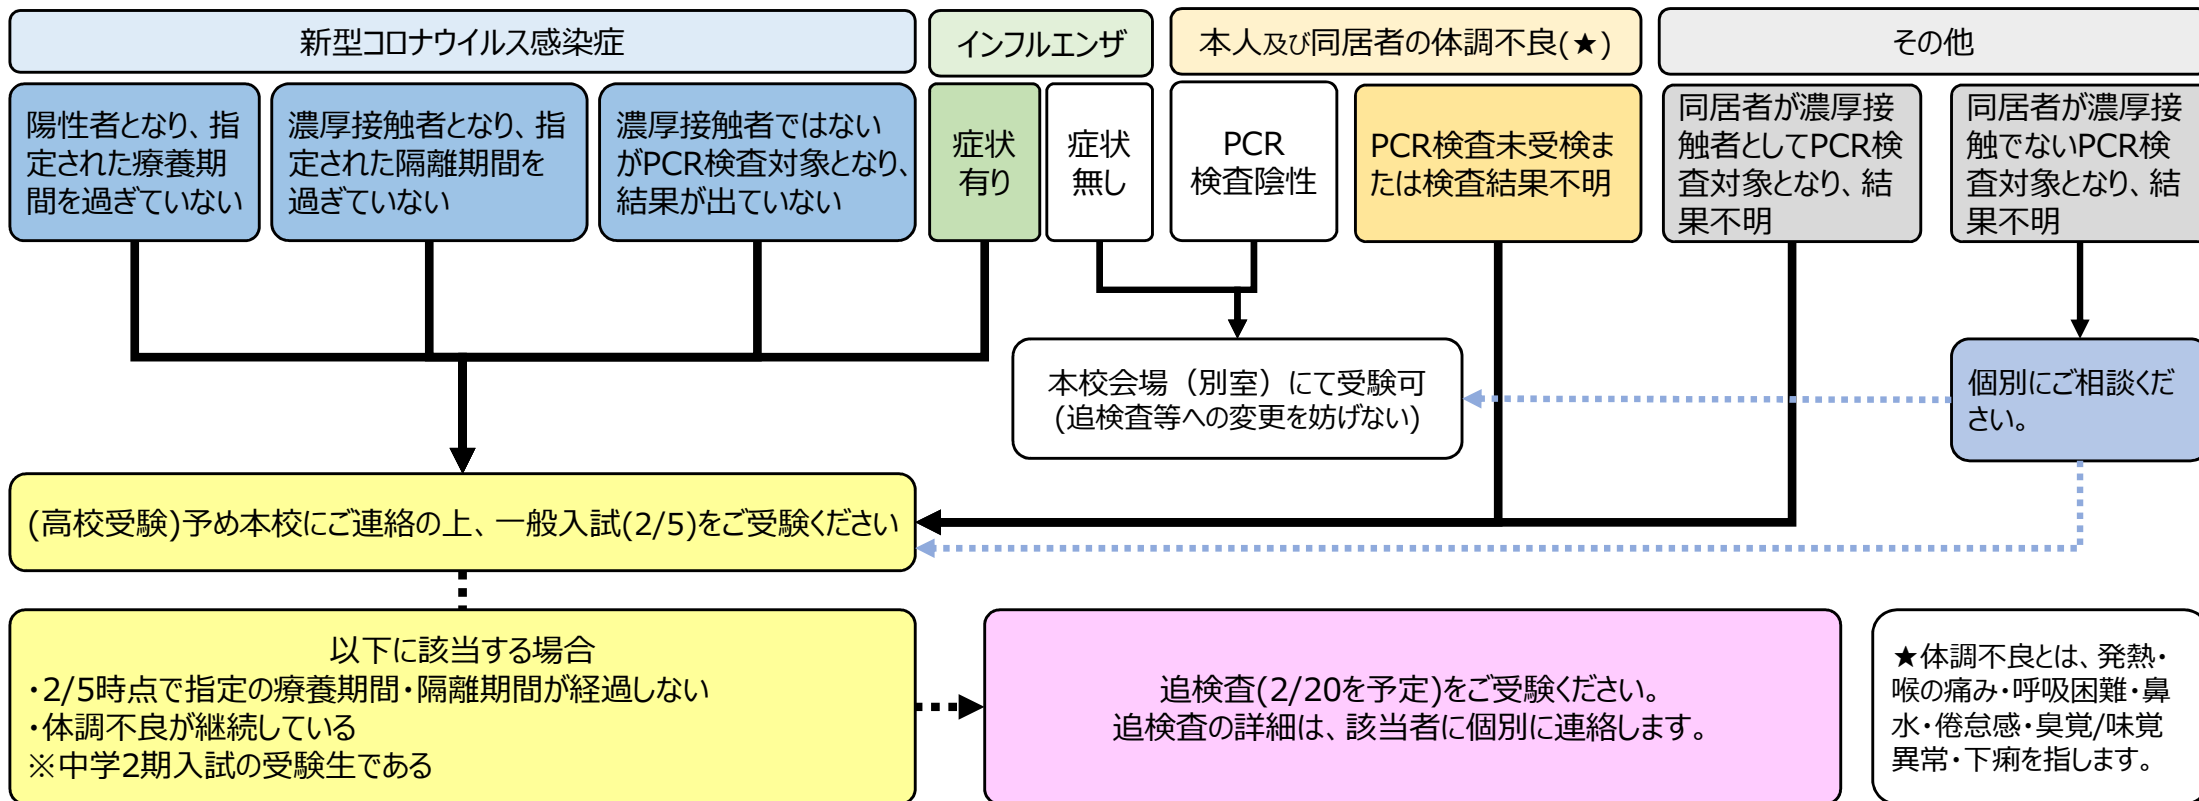 新型コロナウイルス感染症
インフルエンザ
本人及び同居者の体調不良(★)
その他
陽性者となり、指
定された療養期
間を過ぎていない
濃厚接触者となり、指
定された隔離期間を
過ぎていない
濃厚接触者ではない
がPCR検査対象となり、
結果が出ていない
症状
有り
症状
無し
PCR
検査陰性
PCR検査未受検ま
たは検査結果不明
同居者が濃厚接
触者としてPCR検
査対象となり、結
果不明
同居者が濃厚接
触でないPCR検
査対象となり、結
果不明
本校会場（別室）にて受験可
(追検査等への変更を妨げない)
個別にご相談くだ
さい。
(高校受験)予め本校にご連絡の上、一般入試(2/5)をご受験ください
以下に該当する場合
・2/5時点で指定の療養期間・隔離期間が経過しない
・体調不良が継続している
※中学2期入試の受験生である
追検査(2/20を予定)をご受験ください。
追検査の詳細は、該当者に個別に連絡します。
★体調不良とは、発熱・
喉の痛み・呼吸困難・鼻
水・倦怠感・臭覚/味覚
異常・下痢を指します。